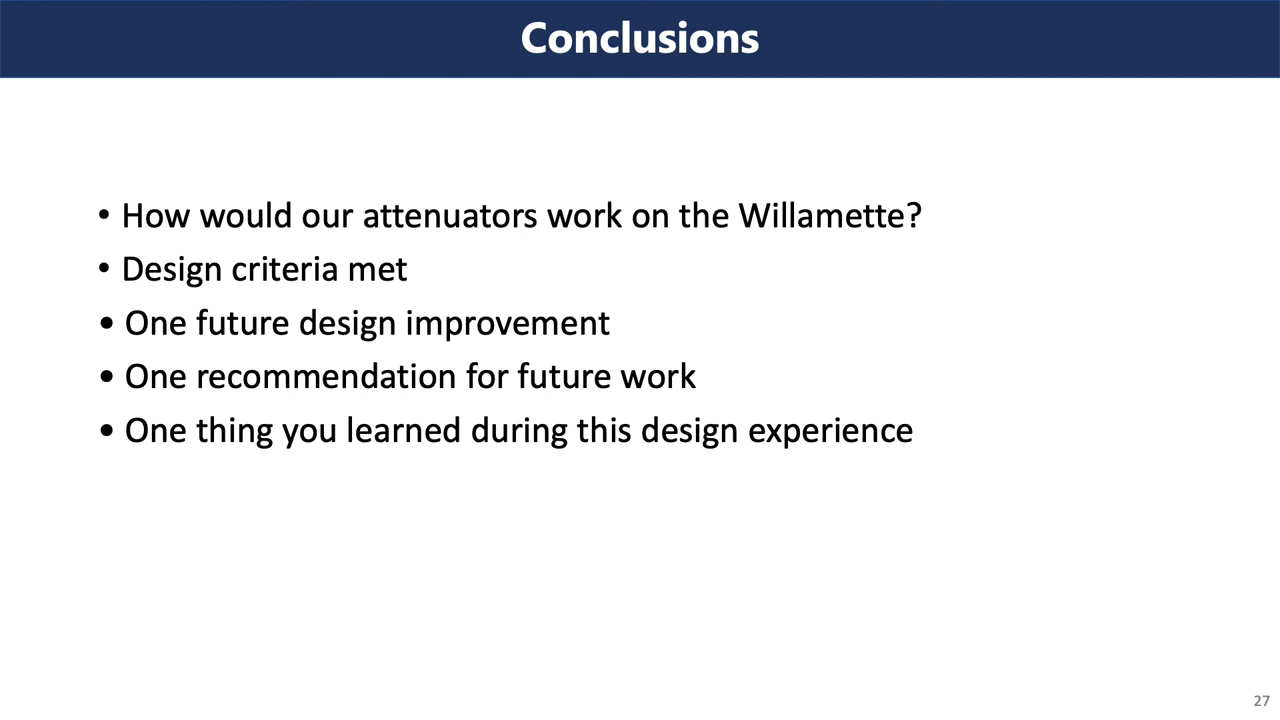 Conclusions
• How would our attenuators work on the Willamette?
• Design criteria met
• One future design improvement
• One recommendation for future work
• One thing you learned during this design experience
27